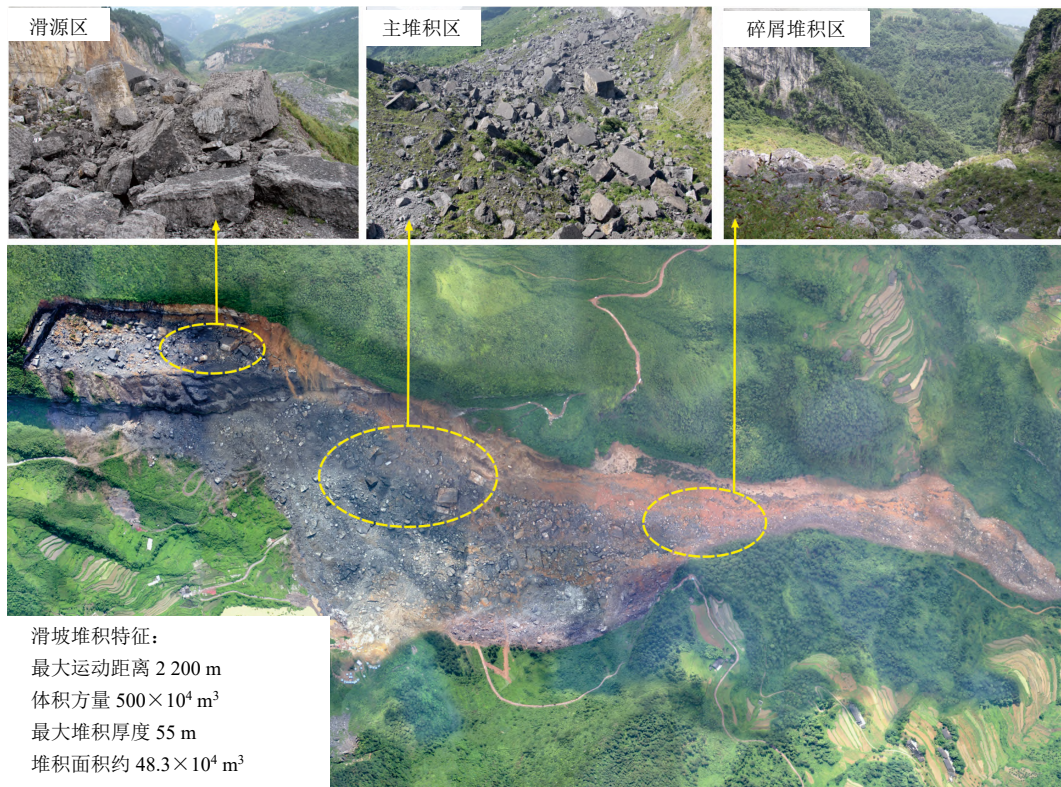 滑源区
主堆积区
碎屑堆积区
滑坡堆积特征：
最大运动距离 2 200 m
体积方量 500×10⁴ m³
最大堆积厚度 55 m
堆积面积约 48.3×10⁴ m³